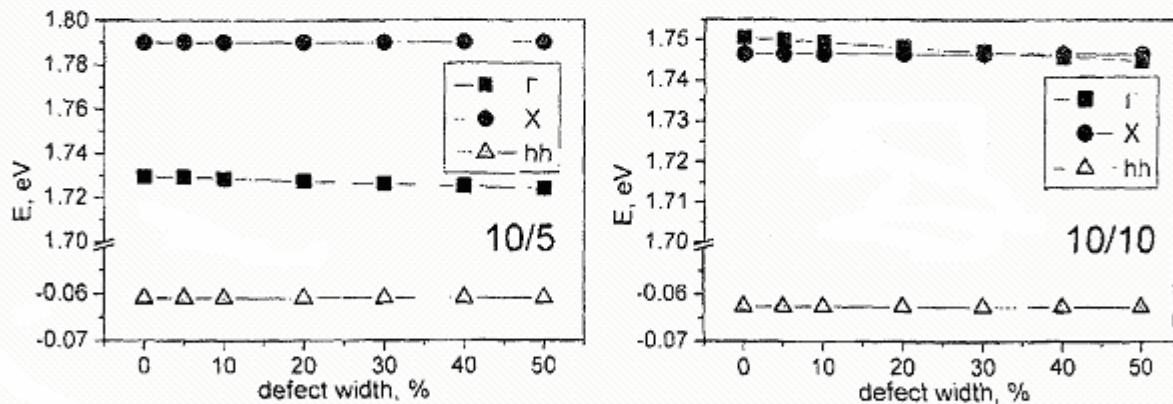 1.80
1.78
1.76
1.74
1.72
1.70
-0.06
-0.07
E, eV
Γ
X
hh
10/5
0 10 20 30 40 50
defect width, %
1.75
1.74
1.73
1.72
1.71
1.70
-0.06
-0.07
E, eV
Γ
X
hh
10/10
0 10 20 30 40 50
defect width, %